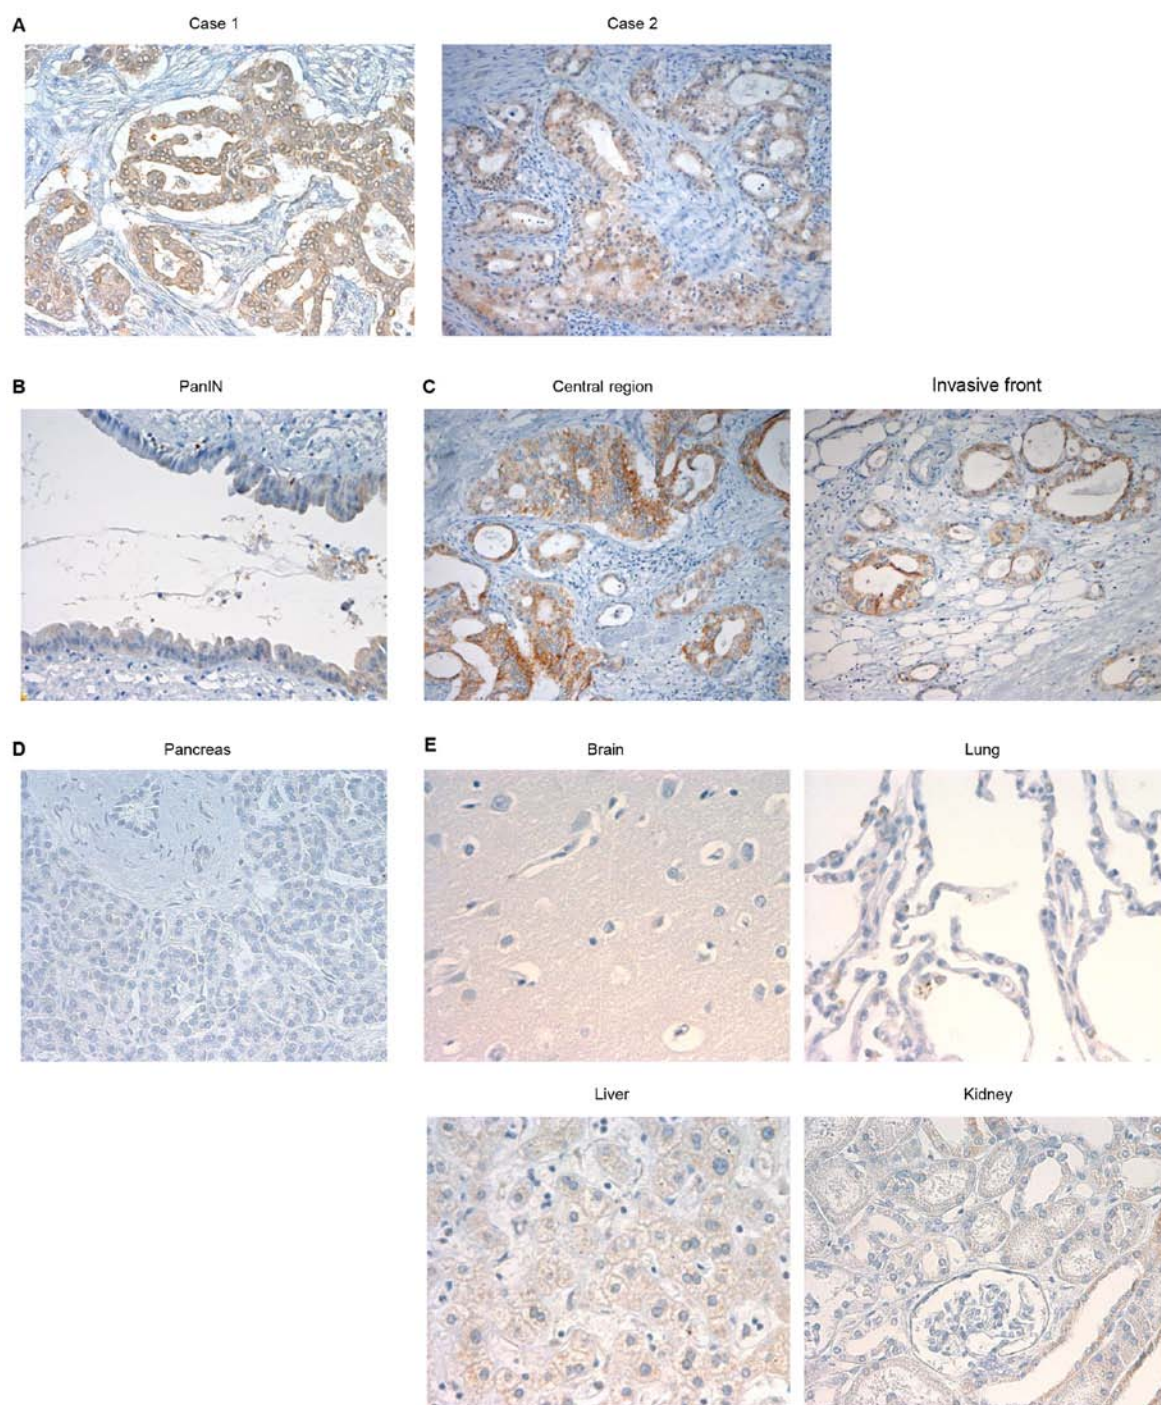 A Case 1 Case 2
B PanIN C Central region Invasive front
D Pancreas E Brain Lung
Liver Kidney